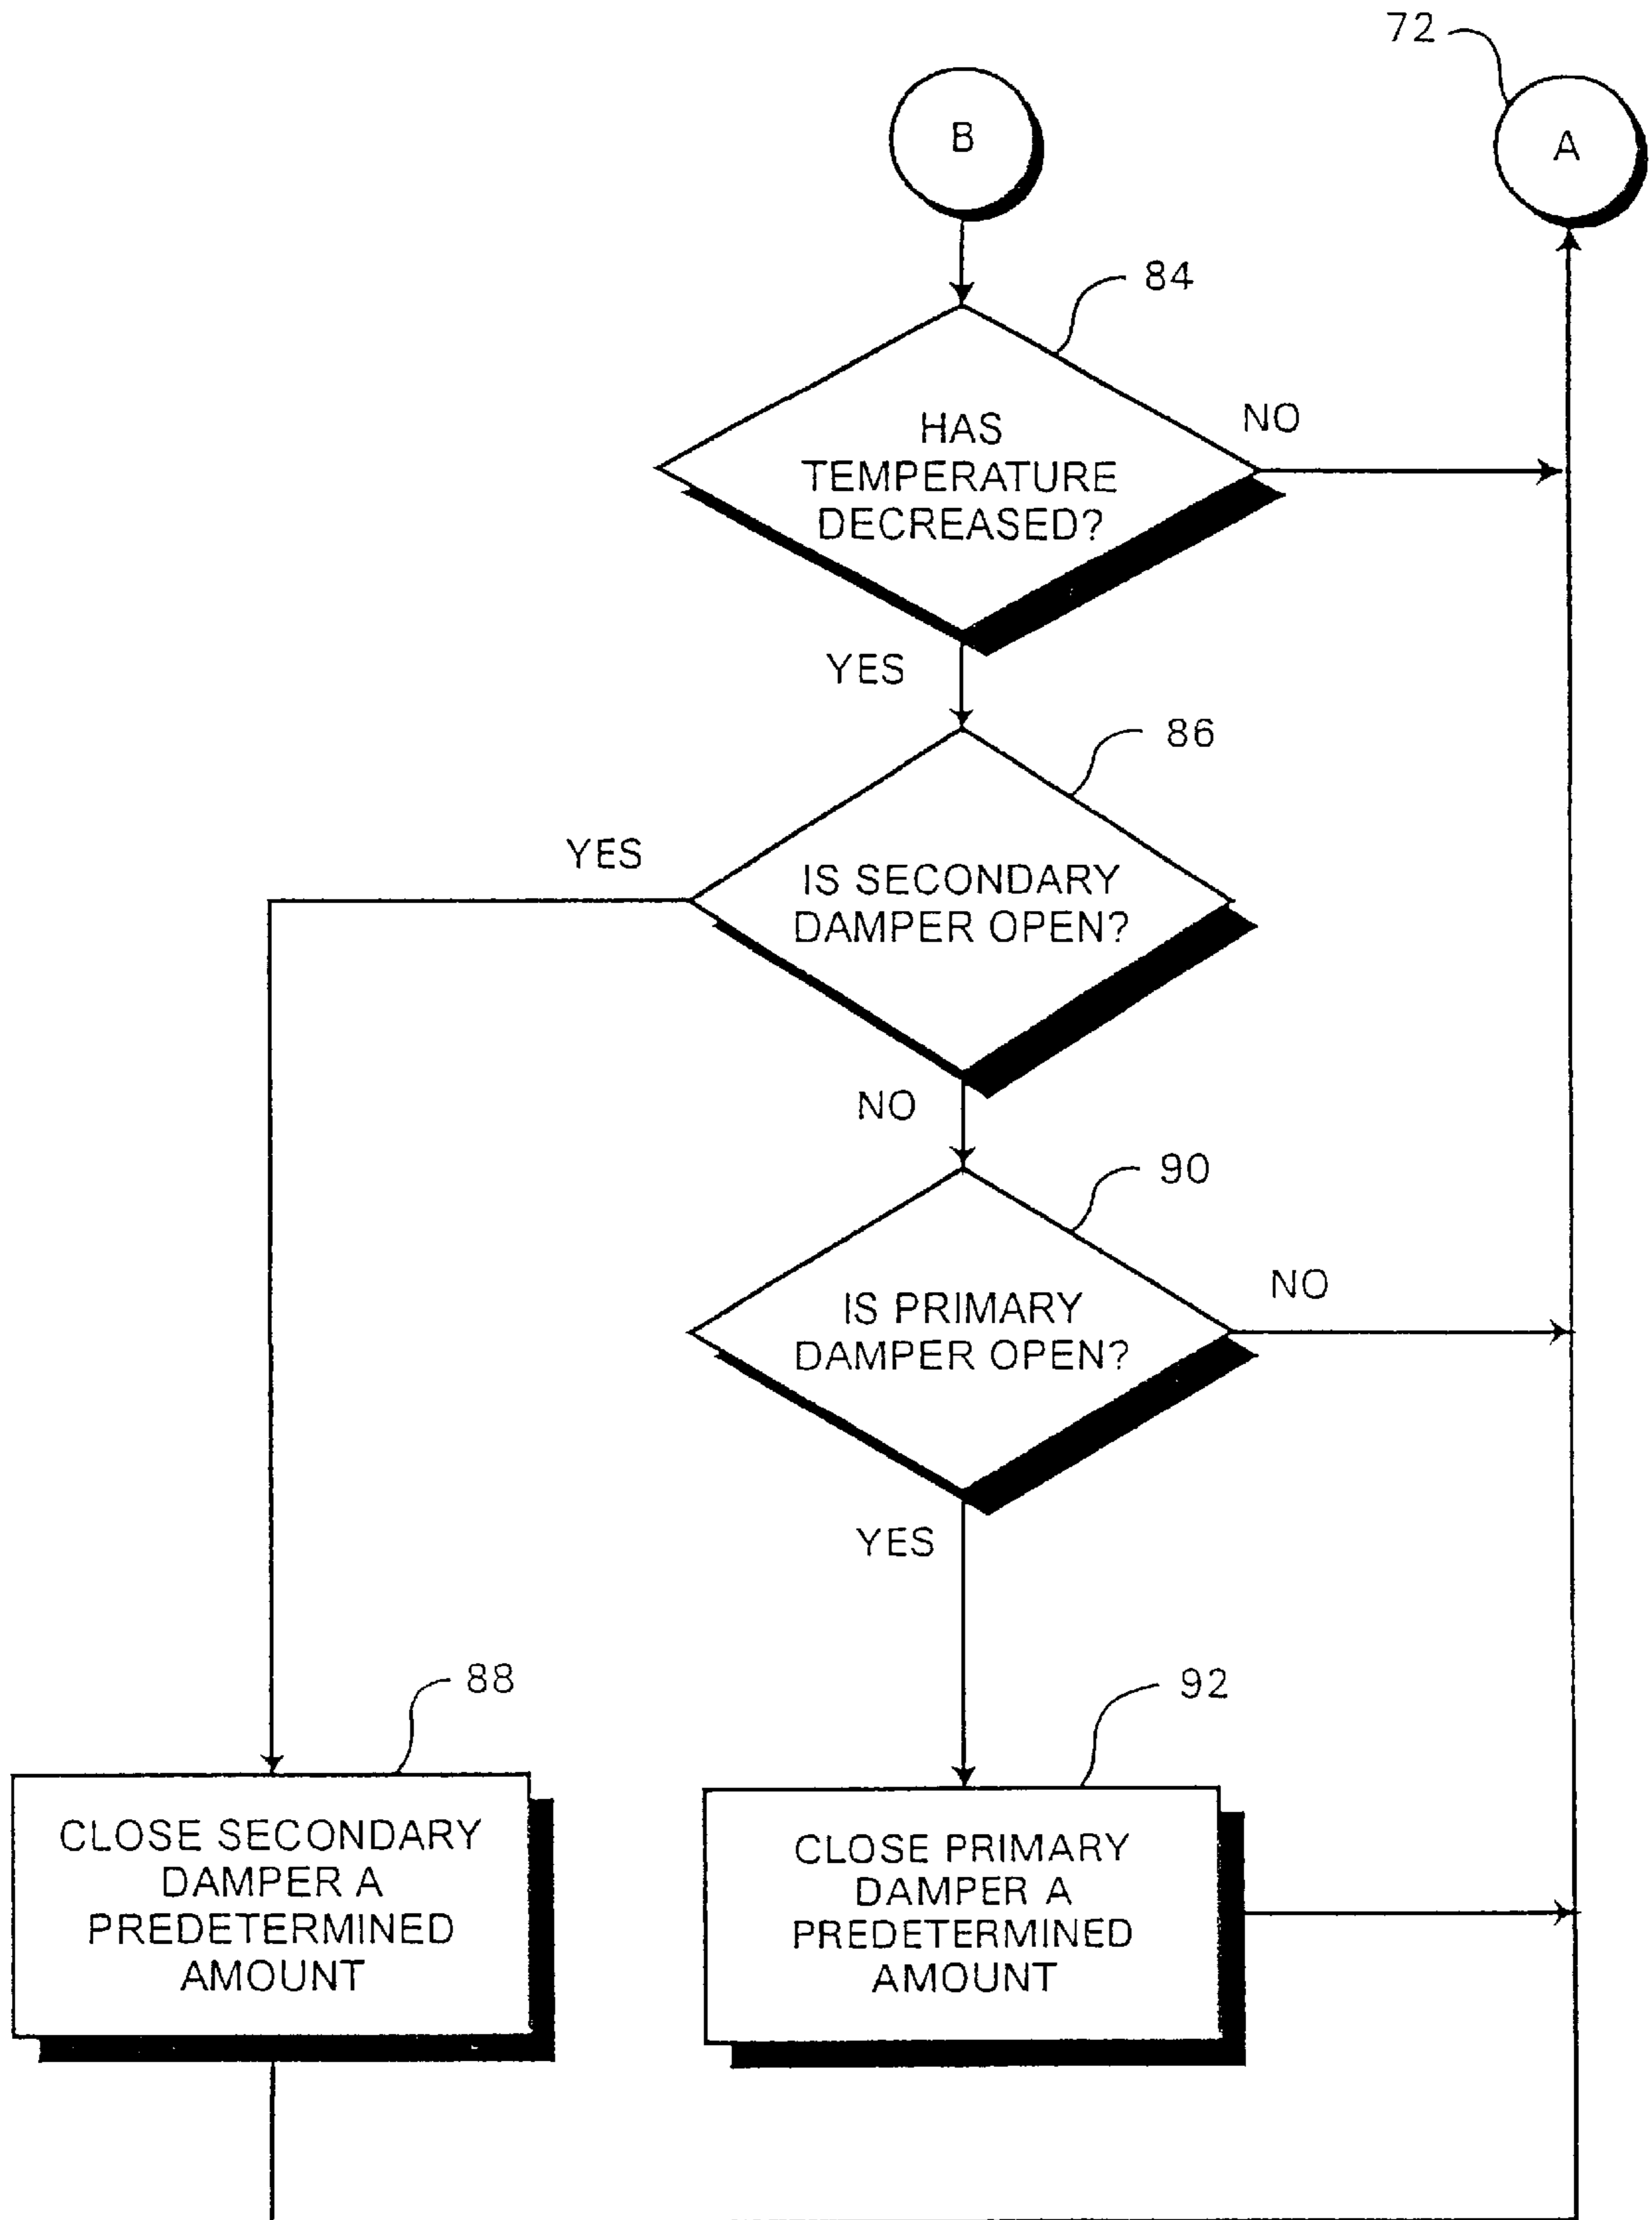 72
B
A
84
HAS
TEMPERATURE
DECREASED?
NO
YES
86
YES
IS SECONDARY
DAMPER OPEN?
NO
90
IS PRIMARY
DAMPER OPEN?
NO
YES
88
92
CLOSE SECONDARY
DAMPER A
PREDETERMINED
AMOUNT
CLOSE PRIMARY
DAMPER A
PREDETERMINED
AMOUNT